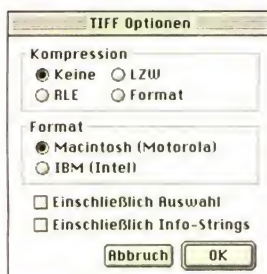 TIFF Optionen
Kompression
Keine LZW
RLE Format
Format
Macintosh (Motorola)
IBM (Intel)
Einschließlich Auswahl
Einschließlich Info-Strings
Abbruch OK